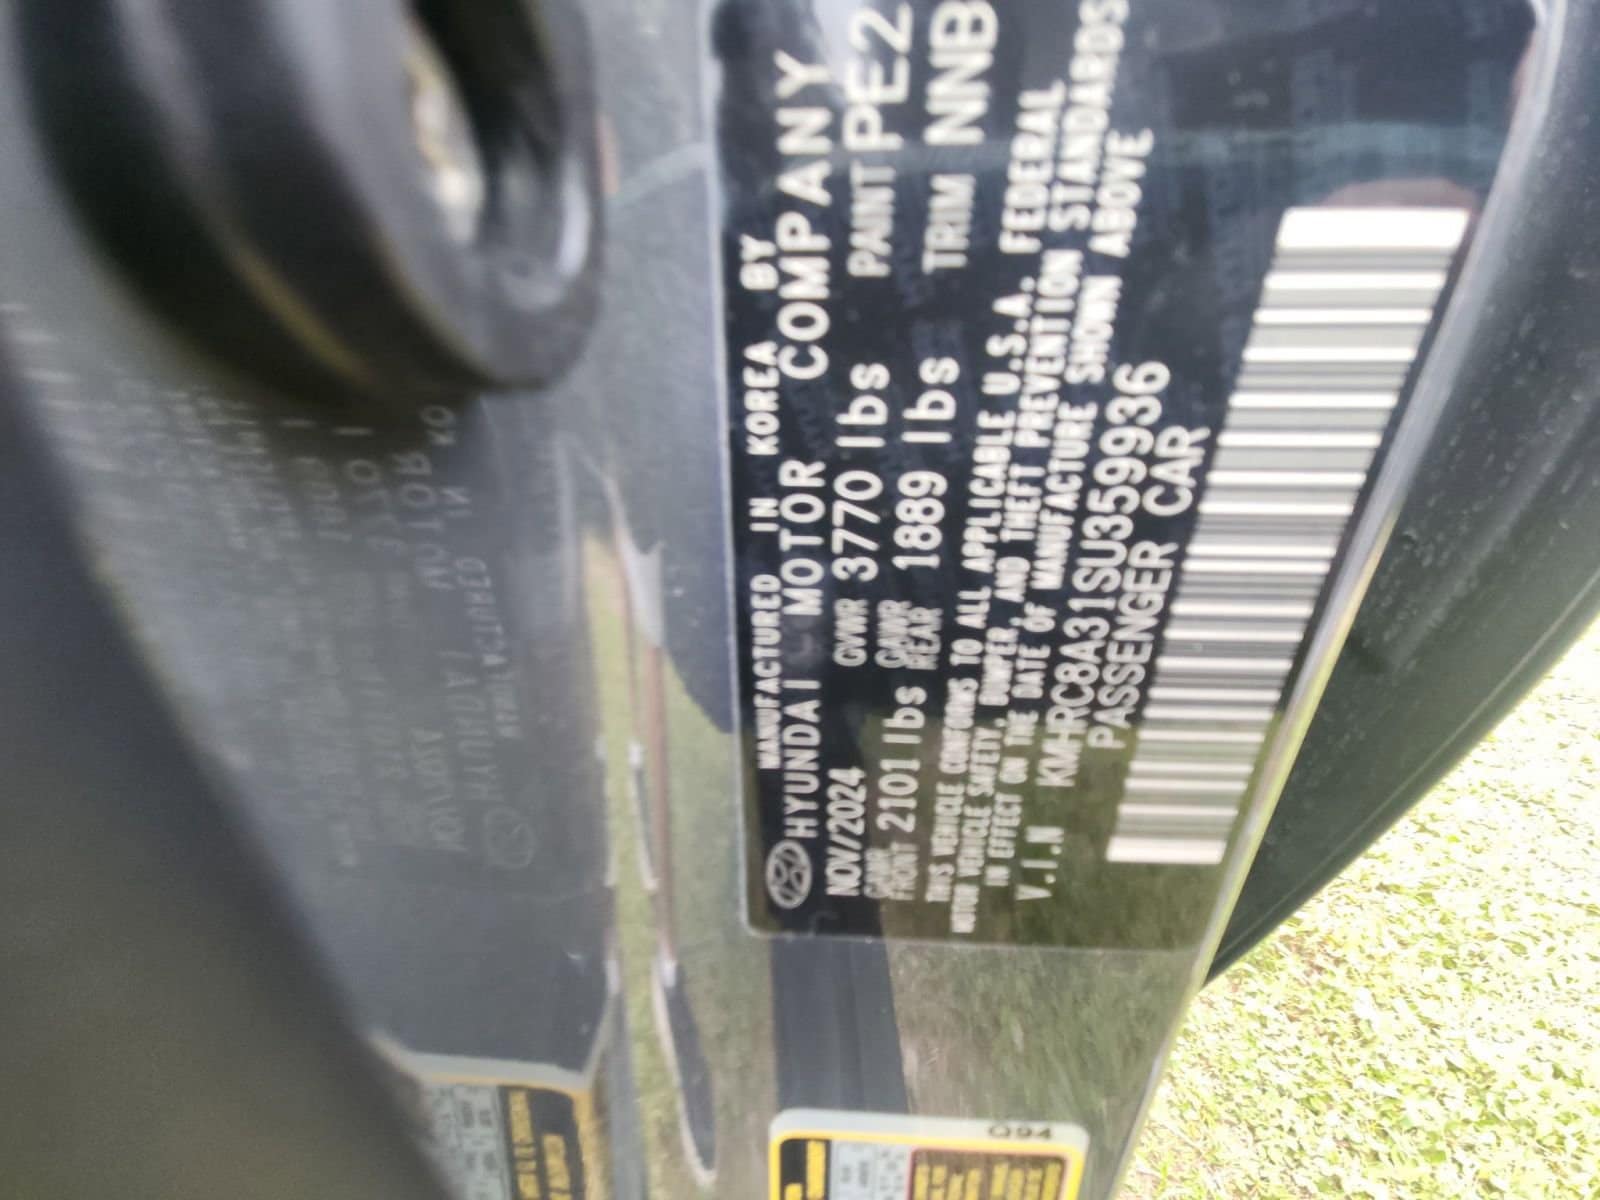 MANUFACTURED IN KOREA BY
HYUNDAI MOTOR COMPANY
NOV/2024 GVWR 3770 lbs PAINT PE2
GAWR FRONT 2101 lbs GAWR REAR 1889 lbs TRIM NNB
THIS VEHICLE CONFORMS TO ALL APPLICABLE U.S.A. FEDERAL
MOTOR VEHICLE SAFETY, BUMPER, AND THEFT PREVENTION STANDARDS
IN EFFECT ON THE DATE OF MANUFACTURE SHOWN ABOVE
V.I.N KMHRC8A31SU359936
PASSENGER CAR
Q94